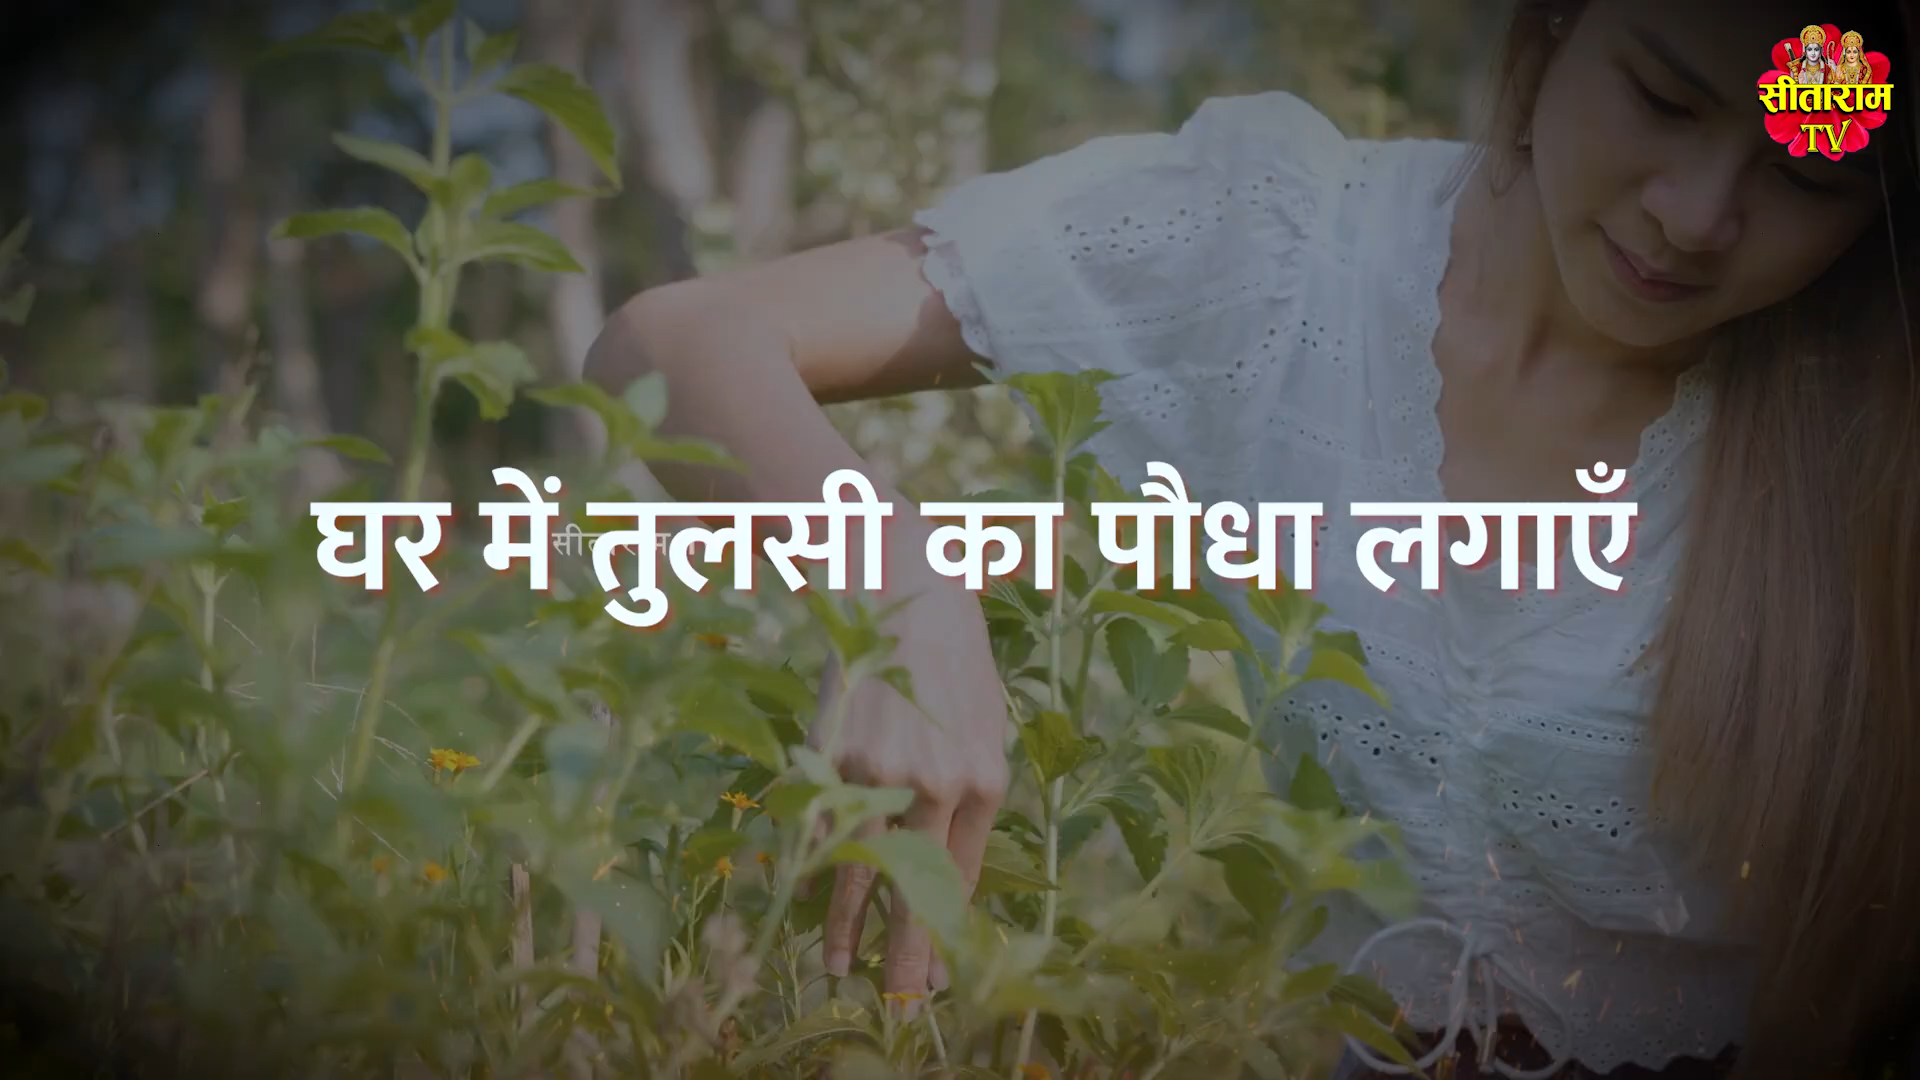 सीताराम
TV
घर में तुलसी का पौधा लगाएँ